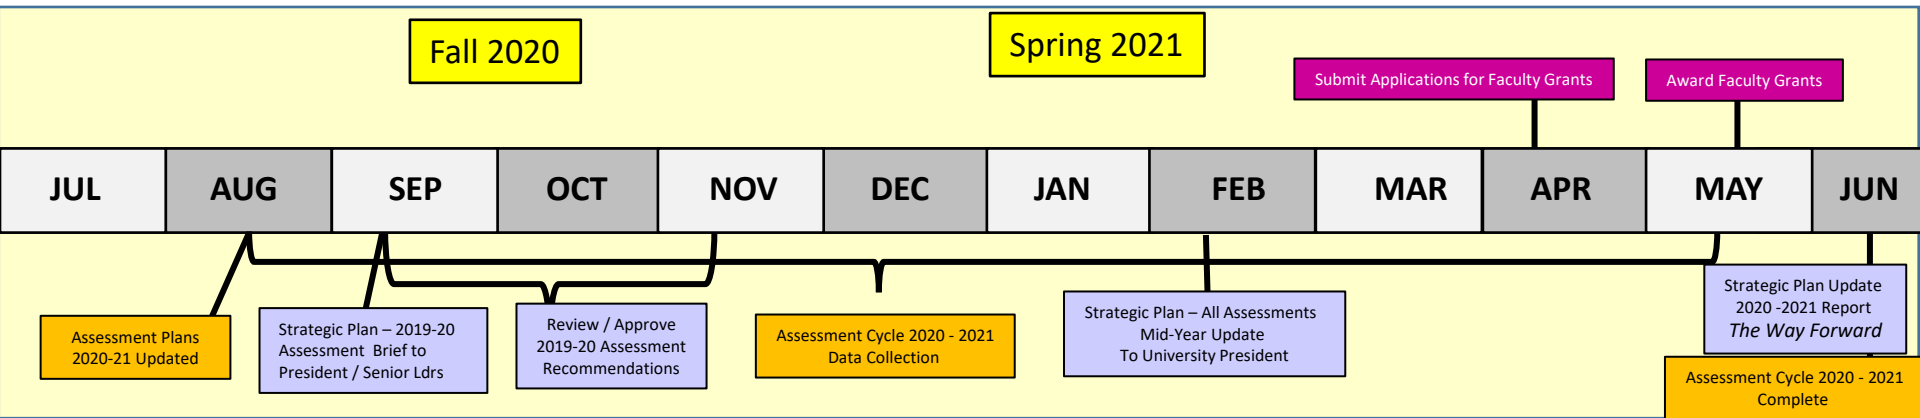 Fall 2020
Spring 2021
Submit Applications for Faculty Grants
Award Faculty Grants
JUL AUG SEP OCT NOV DEC JAN FEB MAR APR MAY JUN
Assessment Plans
2020-21 Updated
Strategic Plan – 2019-20
Assessment Brief to
President / Senior Ldrs
Review / Approve
2019-20 Assessment
Recommendations
Assessment Cycle 2020 - 2021
Data Collection
Strategic Plan – All Assessments
Mid-Year Update
To University President
Strategic Plan Update
2020 -2021 Report
The Way Forward
Assessment Cycle 2020 - 2021
Complete